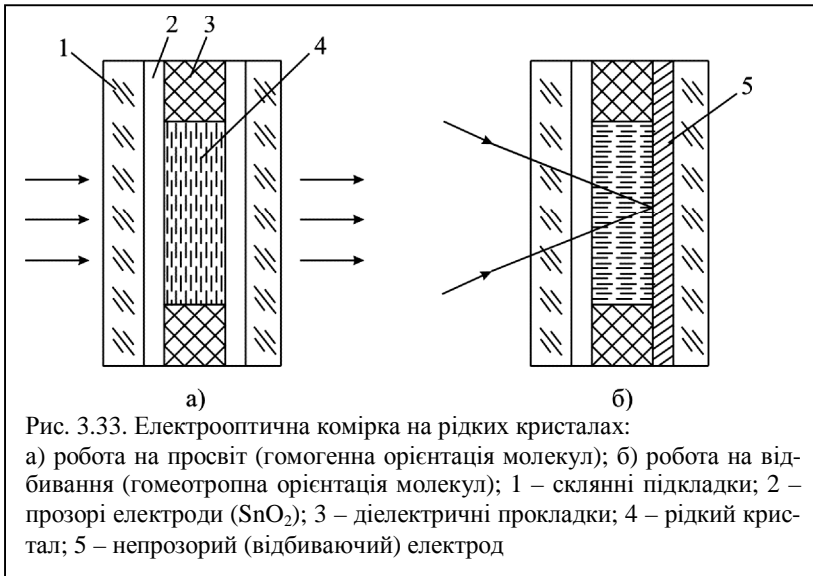 1
2
3
4
5
а)
б)
Рис. 3.33. Електрооптична комірка на рідких кристалах:
а) робота на просвіт (гомогенна орієнтація молекул); б) робота на від-
бивання (гомеотропна орієнтація молекул); 1 – склянні підкладки; 2 –
прозорі електроди (SnO₂); 3 – діелектричні прокладки; 4 – рідкий крис-
тал; 5 – непрозорий (відбиваючий) електрод